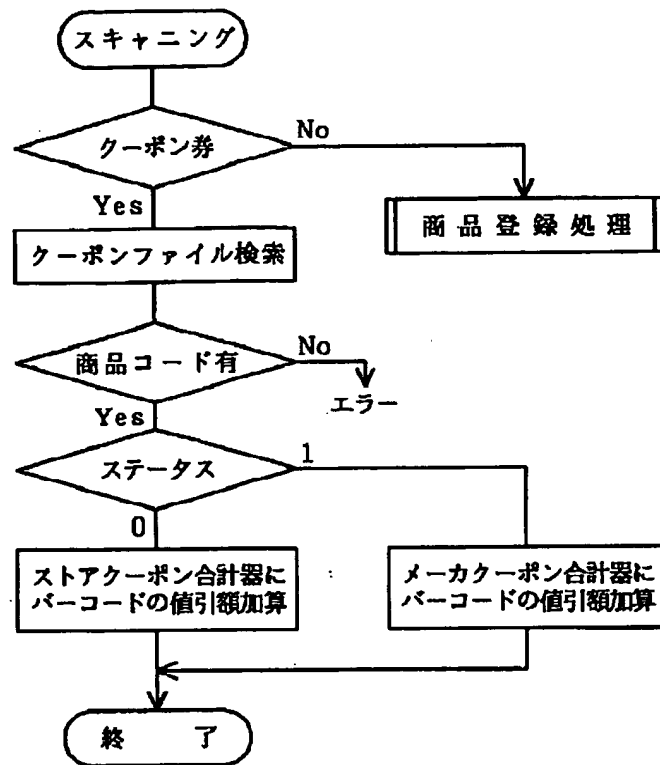 スキャニング
クーポン券
No
Yes
商品登録処理
クーポンファイル検索
商品コード有
No
エラー
Yes
ステータス
1
0
ストアクーポン合計器に
バーコードの値引額加算
メーカクーポン合計器に
バーコードの値引額加算
終 了